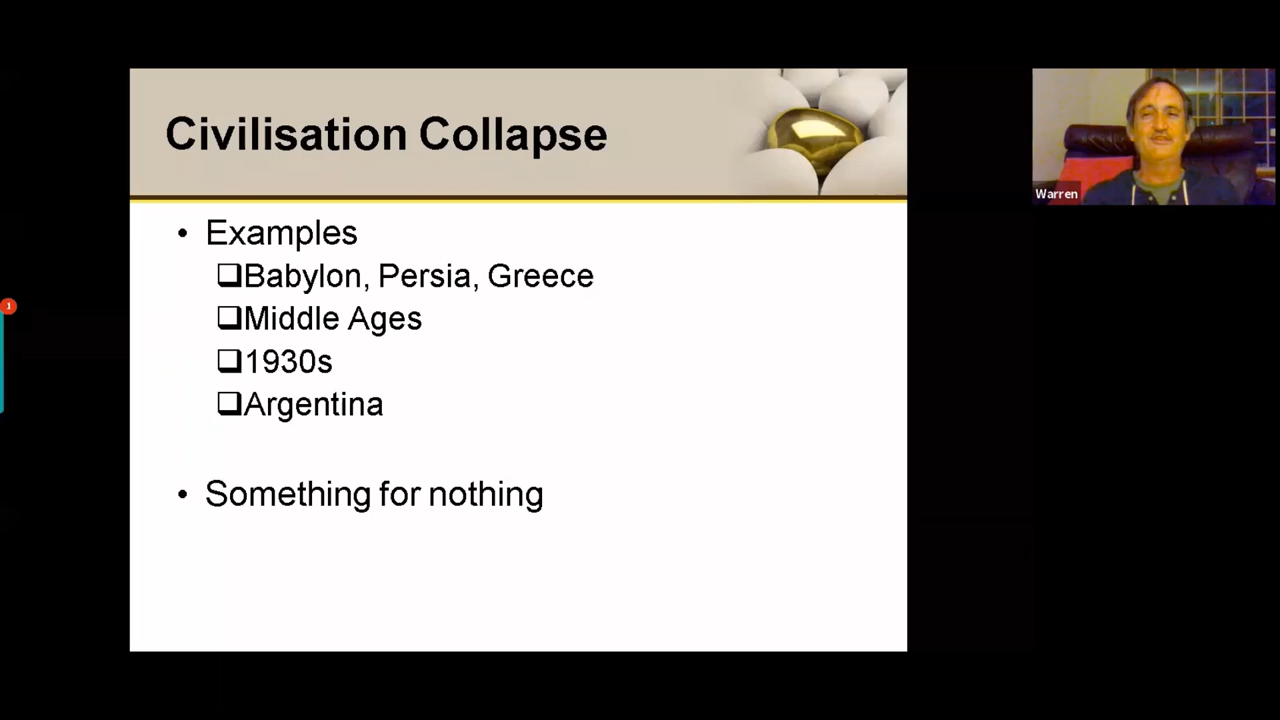 Civilisation Collapse
• Examples
❑Babylon, Persia, Greece
❑Middle Ages
❑1930s
❑Argentina
• Something for nothing
Warren
1